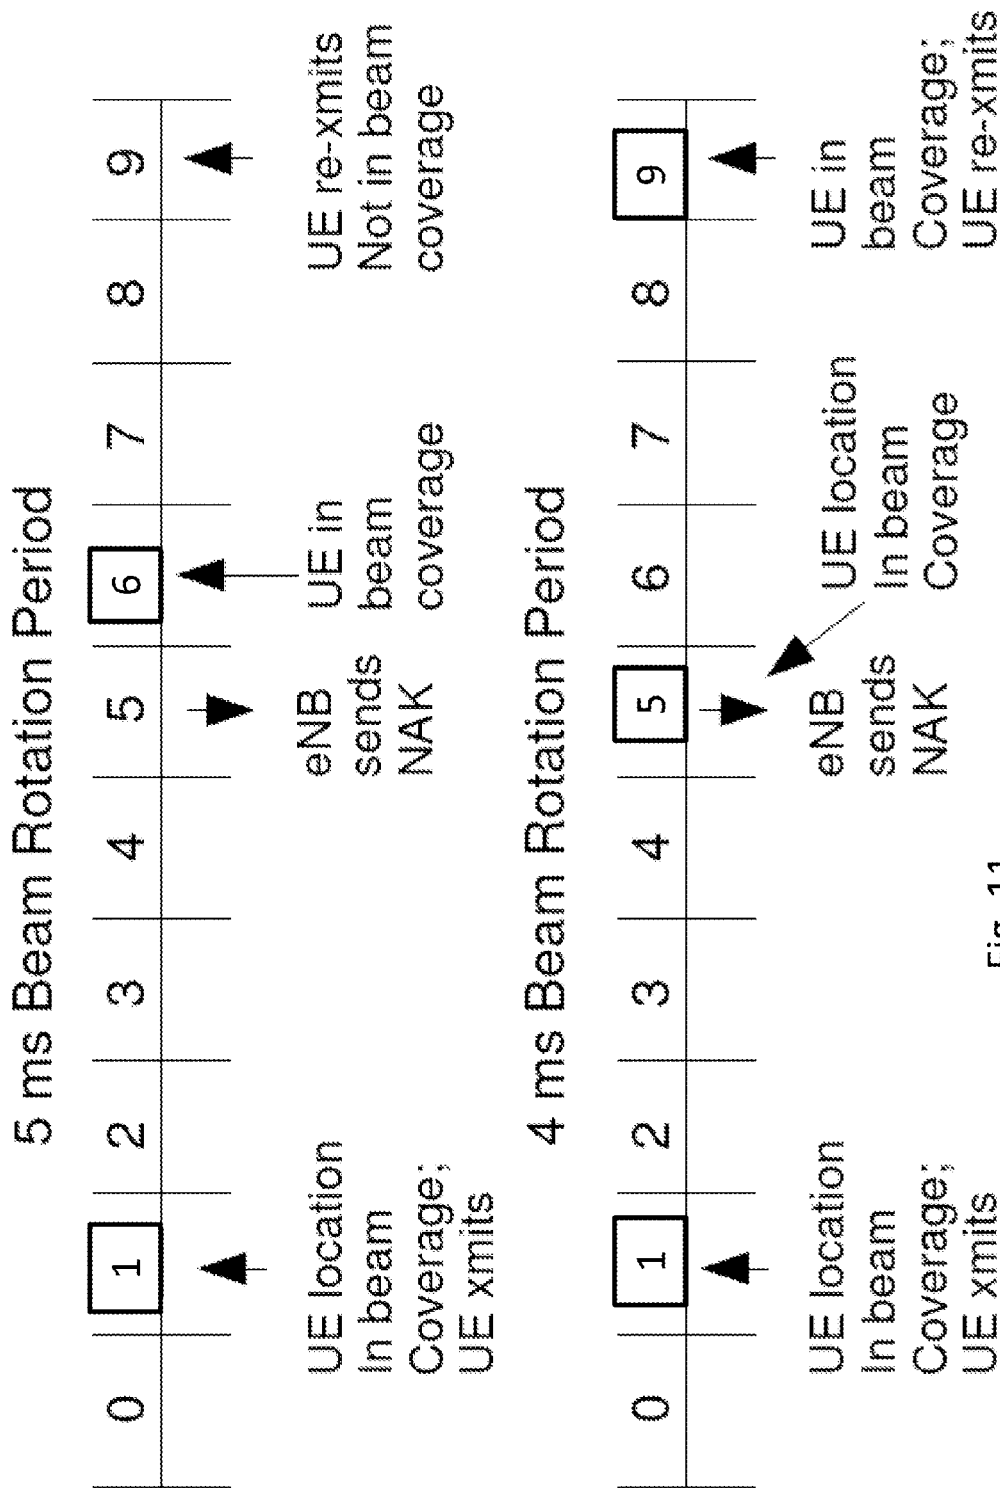 5 ms Beam Rotation Period
0 1 2 3 4 5 6 7 8 9
UE location
In beam
Coverage;
UE xmits
eNB
sends
NAK
UE in
beam
coverage
UE re-xmits
Not in beam
coverage
4 ms Beam Rotation Period
0 1 2 3 4 5 6 7 8 9
UE location
In beam
Coverage;
UE xmits
eNB
sends
NAK
UE location
In beam
Coverage
UE in
beam
Coverage;
UE re-xmits
Fig. 11